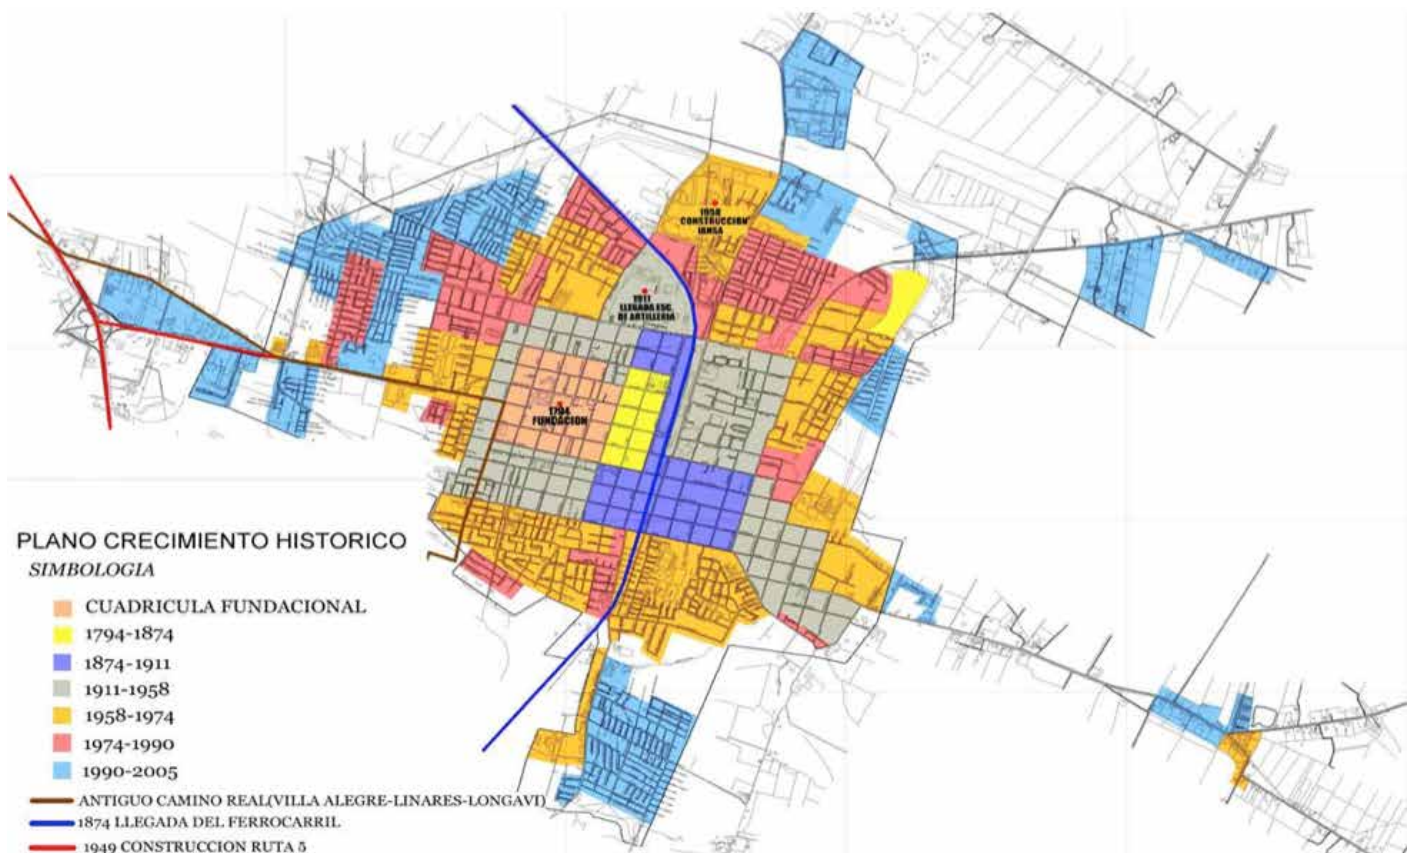 1958
CONSTRUCCION
IANSA
1911
LLEGADA ESC.
DE ARTILLERIA
1794
FUNDACION
PLANO CRECIMIENTO HISTORICO
SIMBOLOGIA
CUADRICULA FUNDACIONAL
1794-1874
1874-1911
1911-1958
1958-1974
1974-1990
1990-2005
ANTIGUO CAMINO REAL(VILLA ALEGRE-LINARES-LONGAVI)
1874 LLEGADA DEL FERROCARRIL
1949 CONSTRUCCION RUTA 5